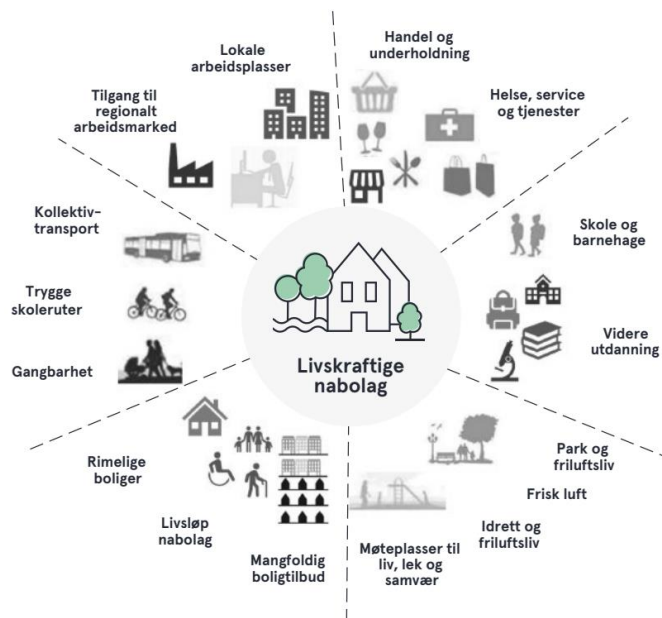 Handel og
underholdning
Lokale
arbeidsplasser
Helse, service
og tjenester
Tilgang til
regionalt
arbeidsmarked
Kollektiv-
transport
Skole og
barnehage
Trygge
skoleruter
Videre
utdanning
Livskraftige
nabolag
Gangbarhet
Rimelige
boliger
Park og
friluftsliv
Frisk luft
Livsløp
nabolag
Idrett og
friluftsliv
Mangfoldig
boligtilbud
Møteplasser til
liv, lek og
samvær